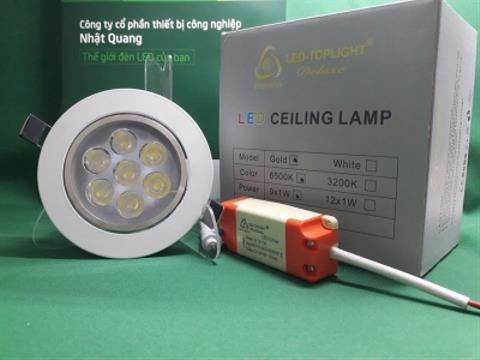 Công ty cổ phần thiết bị công nghiệp
Nhật Quang
Thế giới đèn LED của bạn
LED-TOPLIGHT®
Deluxe
LED CEILING LAMP
Model Gold White
Color 6500K 3200K
Power 9x1W 12x1W